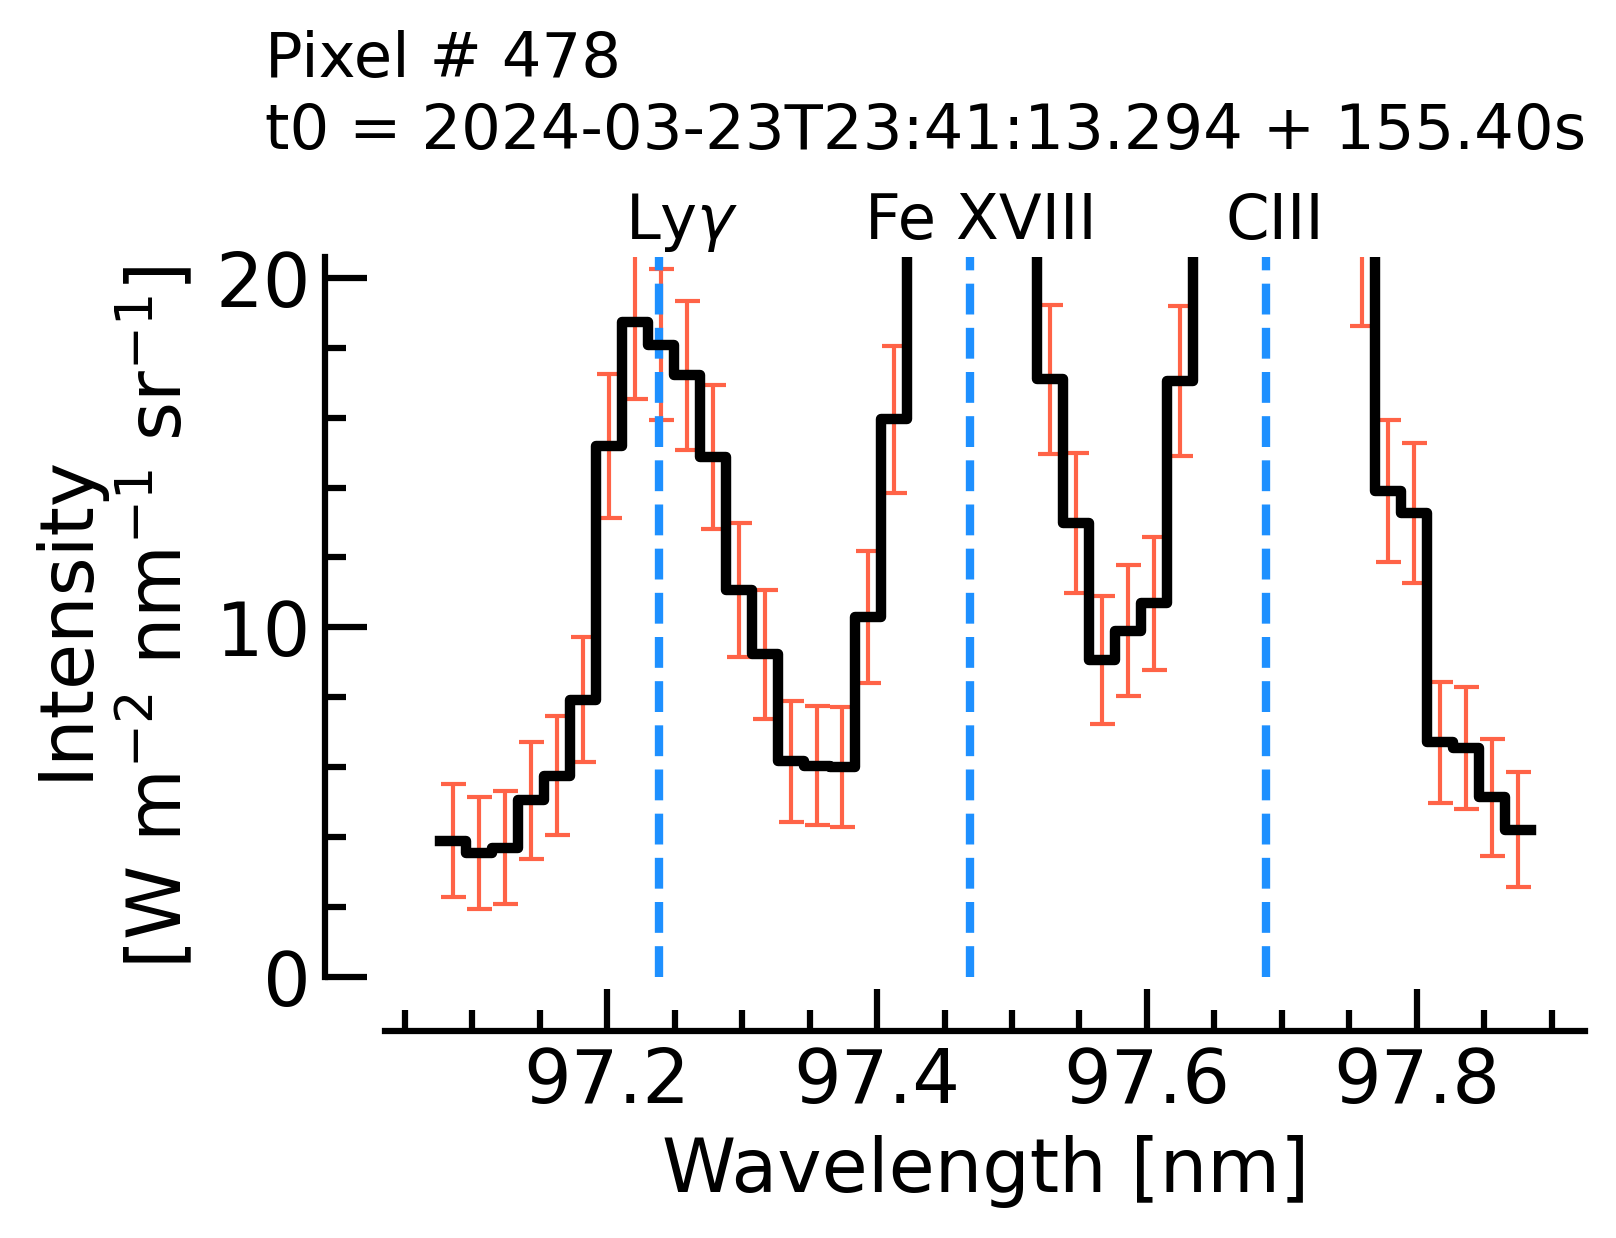 Pixel # 478
t0 = 2024-03-23T23:41:13.294 + 155.40s
Lyγ Fe XVIII CIII
20
10
0
Intensity
[W m⁻² nm⁻¹ sr⁻¹]
97.2 97.4 97.6 97.8
Wavelength [nm]